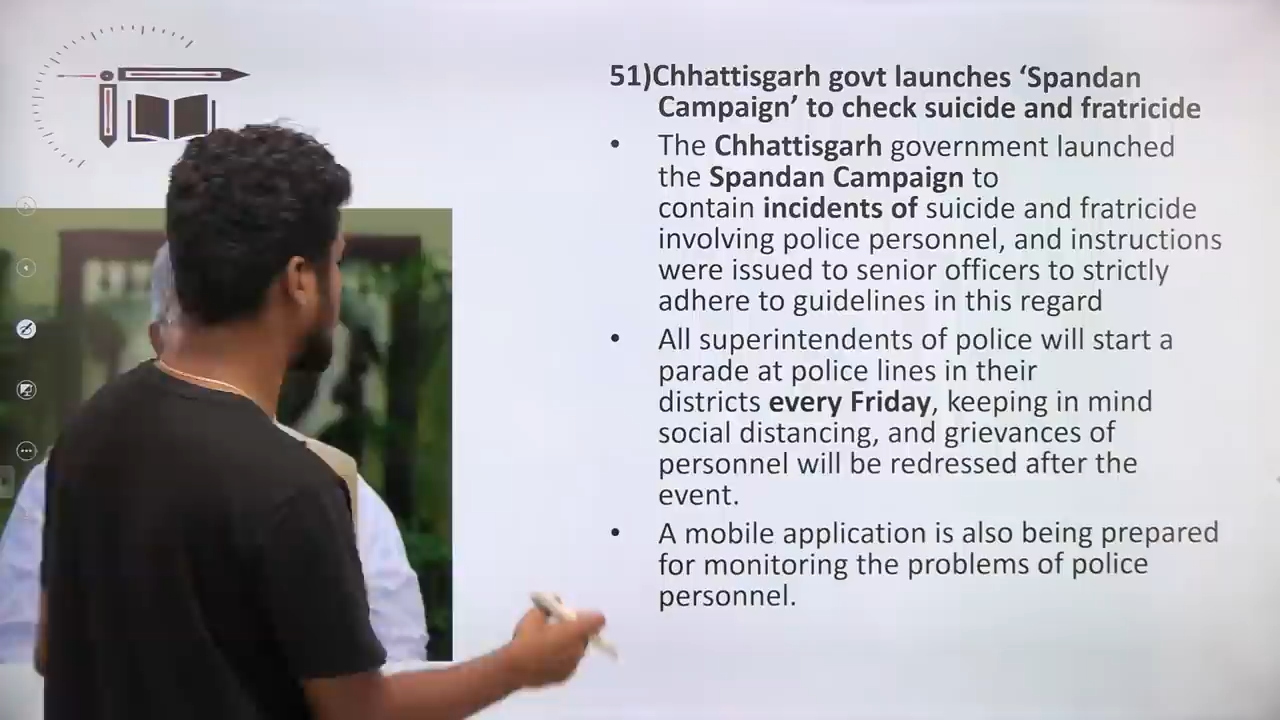 51)Chhattisgarh govt launches ‘Spandan
Campaign’ to check suicide and fratricide
• The Chhattisgarh government launched
the Spandan Campaign to
contain incidents of suicide and fratricide
involving police personnel, and instructions
were issued to senior officers to strictly
adhere to guidelines in this regard
• All superintendents of police will start a
parade at police lines in their
districts every Friday, keeping in mind
social distancing, and grievances of
personnel will be redressed after the
event.
• A mobile application is also being prepared
for monitoring the problems of police
personnel.